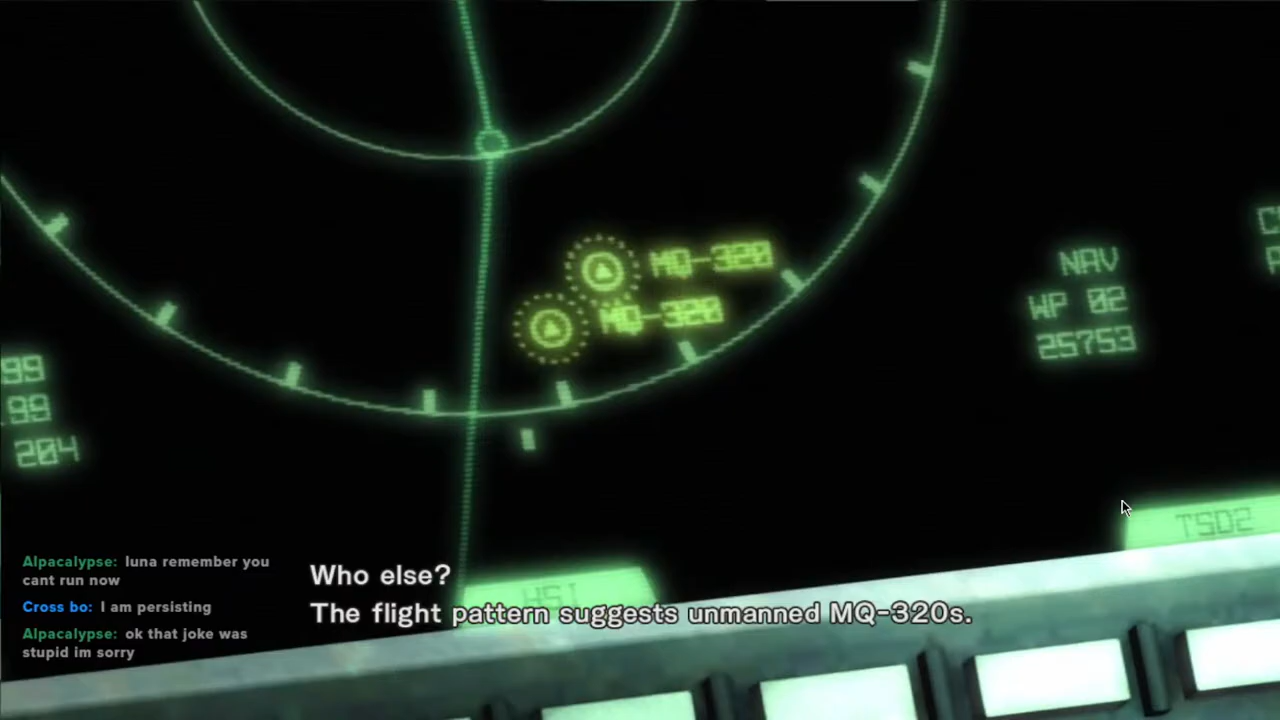 MQ-320
MQ-320
NAV
WP 02
25753
99
.99
204
TSD2
HSI
Alpacalypse: luna remember you
cant run now
Cross bo: I am persisting
Alpacalypse: ok that joke was
stupid im sorry
Who else?
The flight pattern suggests unmanned MQ-320s.